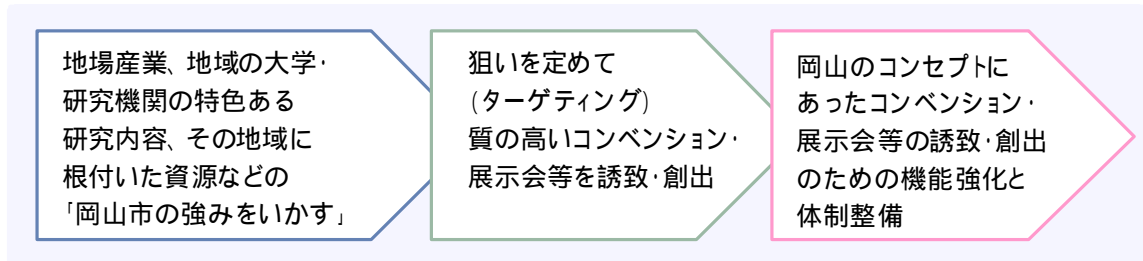 地場産業、地域の大学・
研究機関の特色ある
研究内容、その地域に
根付いた資源などの
「岡山市の強みをいかす」
狙いを定めて
(ターゲティング)
質の高いコンベンション・
展示会等を誘致・創出
岡山のコンセプトに
あったコンベンション・
展示会等の誘致・創出
のための機能強化と
体制整備